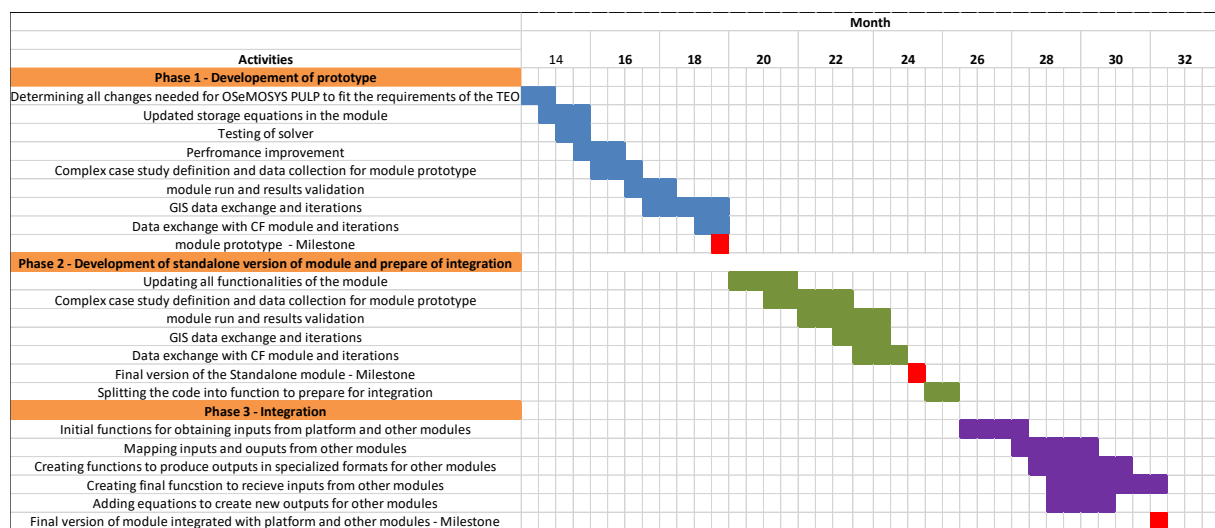 Month
Activities 14 16 18 20 22 24 26 28 30 32
Phase 1 - Developement of prototype
Determining all changes needed for OSeMOSYS PULP to fit the requirements of the TEO
Updated storage equations in the module
Testing of solver
Perfromance improvement
Complex case study definition and data collection for module prototype
module run and results validation
GIS data exchange and iterations
Data exchange with CF module and iterations
module prototype - Milestone
Phase 2 - Development of standalone version of module and prepare of integration
Updating all functionalities of the module
Complex case study definition and data collection for module prototype
module run and results validation
GIS data exchange and iterations
Data exchange with CF module and iterations
Final version of the Standalone module - Milestone
Splitting the code into function to prepare for integration
Phase 3 - Integration
Initial functions for obtaining inputs from platform and other modules
Mapping inputs and ouputs from other modules
Creating functions to produce outputs in specialized formats for other modules
Creating final funcstion to recieve inputs from other modules
Adding equations to create new outputs for other modules
Final version of module integrated with platform and other modules - Milestone